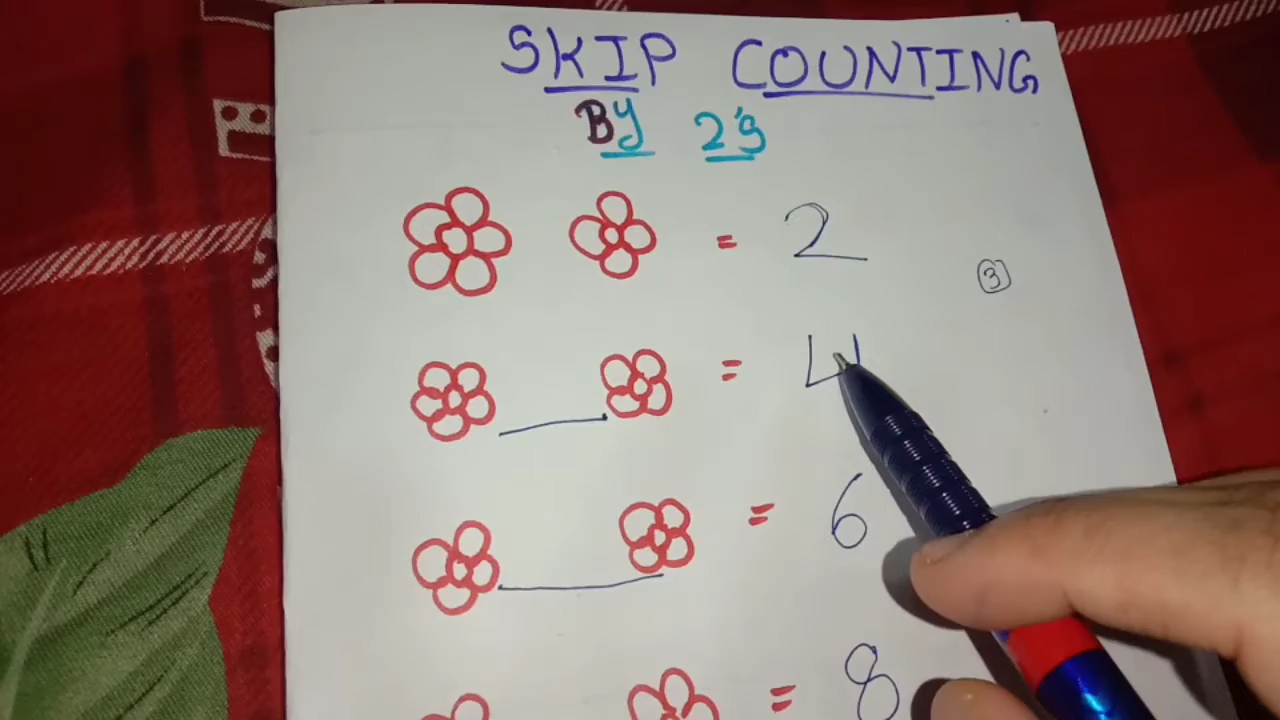 SKIP COUNTING
BY 2's
= 2
3
= 4
= 6
= 8